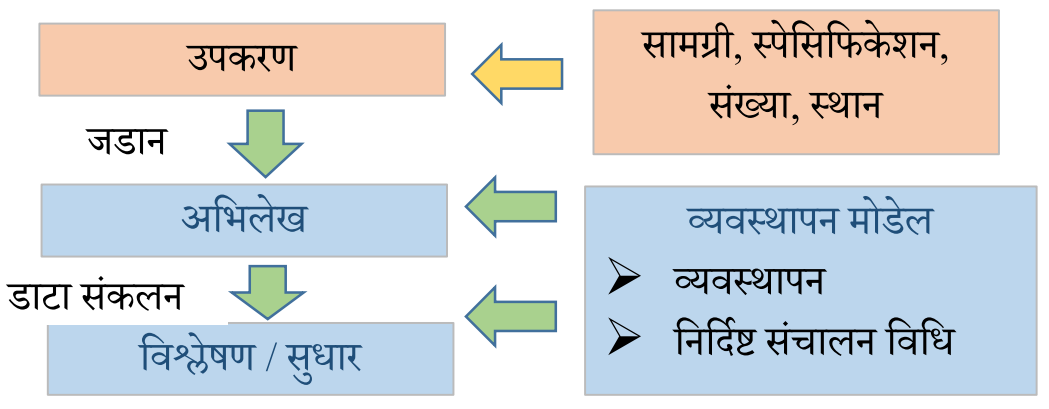 उपकरण
सामग्री, स्पेसिफिकेशन,
संख्या, स्थान
जडान
अभिलेख
डाटा संकलन
विश्लेषण / सुधार
व्यवस्थापन मोडेल
➢ व्यवस्थापन
➢ निर्दिष्ट संचालन विधि